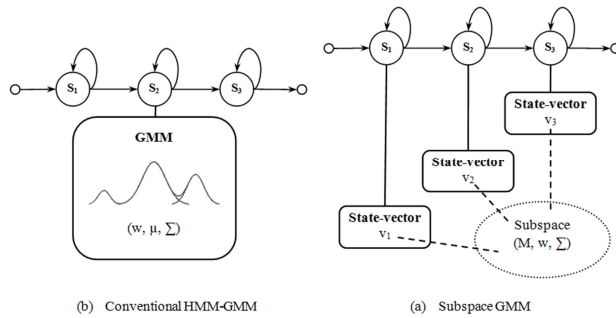 S1
S2
S3
GMM
(w, μ, ∑)
(b) Conventional HMM-GMM
S1
S2
S3
State-vector
v3
State-vector
v2
State-vector
v1
Subspace
(M, w, ∑)
(a) Subspace GMM